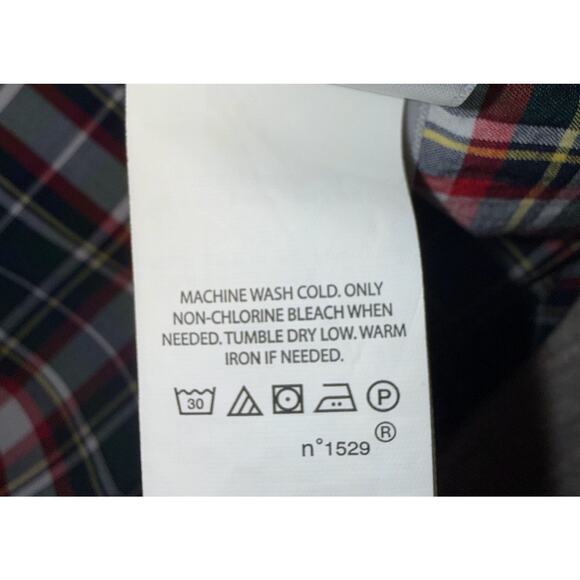 MACHINE WASH COLD. ONLY
NON-CHLORINE BLEACH WHEN
NEEDED. TUMBLE DRY LOW. WARM
IRON IF NEEDED.
30 P
n°1529 ®